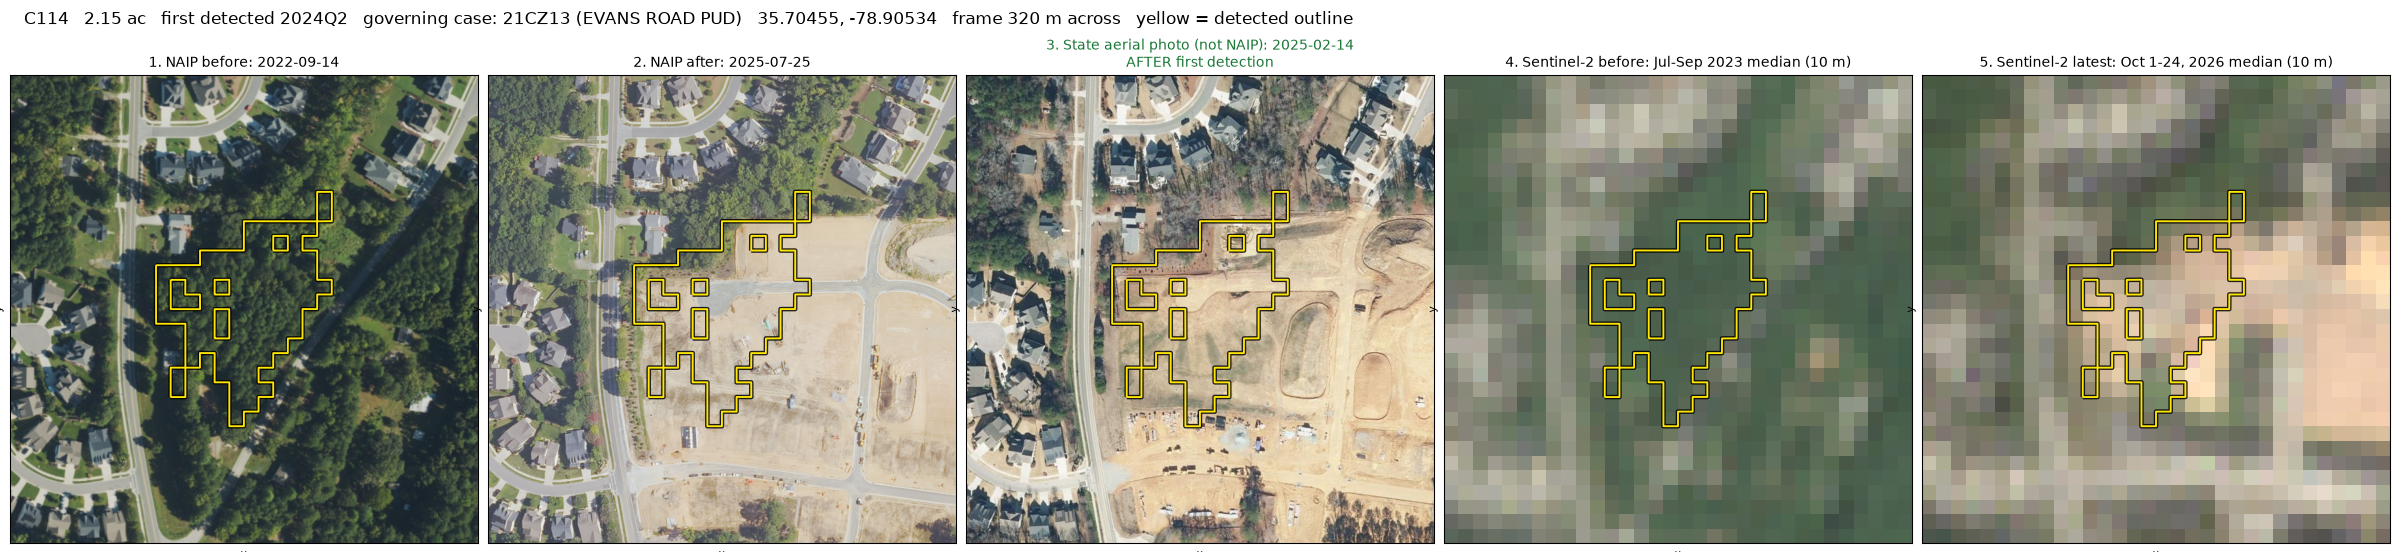 C114   2.15 ac   first detected 2024Q2   governing case: 21CZ13 (EVANS ROAD PUD)   35.70455, -78.90534   frame 320 m across   yellow = detected outline
1. NAIP before: 2022-09-14
2. NAIP after: 2025-07-25
3. State aerial photo (not NAIP): 2025-02-14
AFTER first detection
4. Sentinel-2 before: Jul-Sep 2023 median (10 m)
5. Sentinel-2 latest: Oct 1-24, 2026 median (10 m)